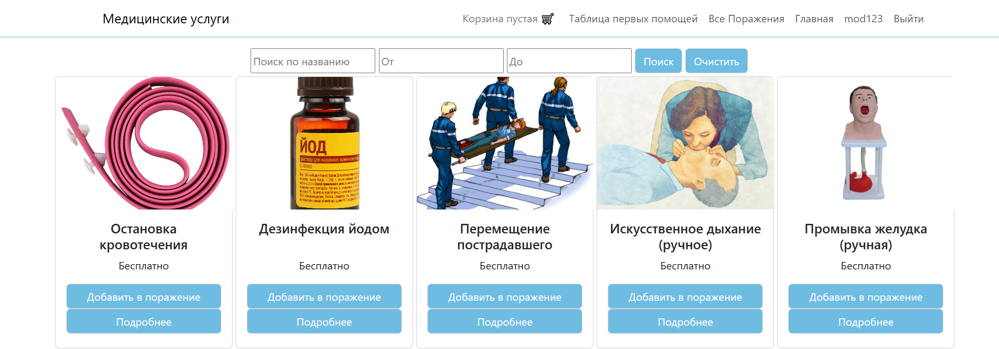 Медицинские услуги
Корзина пустая
Таблица первых помощей
Все Поражения
Главная
mod123
Выйти
Поиск по названию
От
До
Поиск
Очистить
ЙОД
раствор для наружного применения
Остановка
кровотечения
Бесплатно
Добавить в поражение
Подробнее
Дезинфекция йодом
Бесплатно
Добавить в поражение
Подробнее
Перемещение
пострадавшего
Бесплатно
Добавить в поражение
Подробнее
Искусственное дыхание
(ручное)
Бесплатно
Добавить в поражение
Подробнее
Промывка желудка
(ручная)
Бесплатно
Добавить в поражение
Подробнее